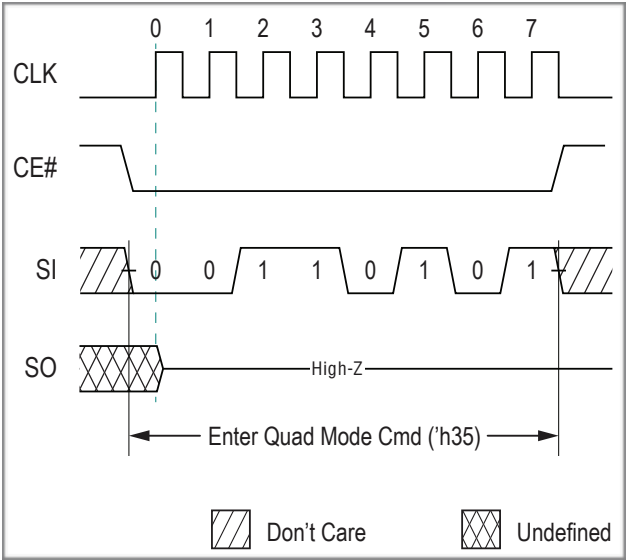 0 1 2 3 4 5 6 7
CLK
CE#
SI 0 0 1 1 0 1 0 1
SO High-Z
Enter Quad Mode Cmd ('h35)
Don't Care Undefined